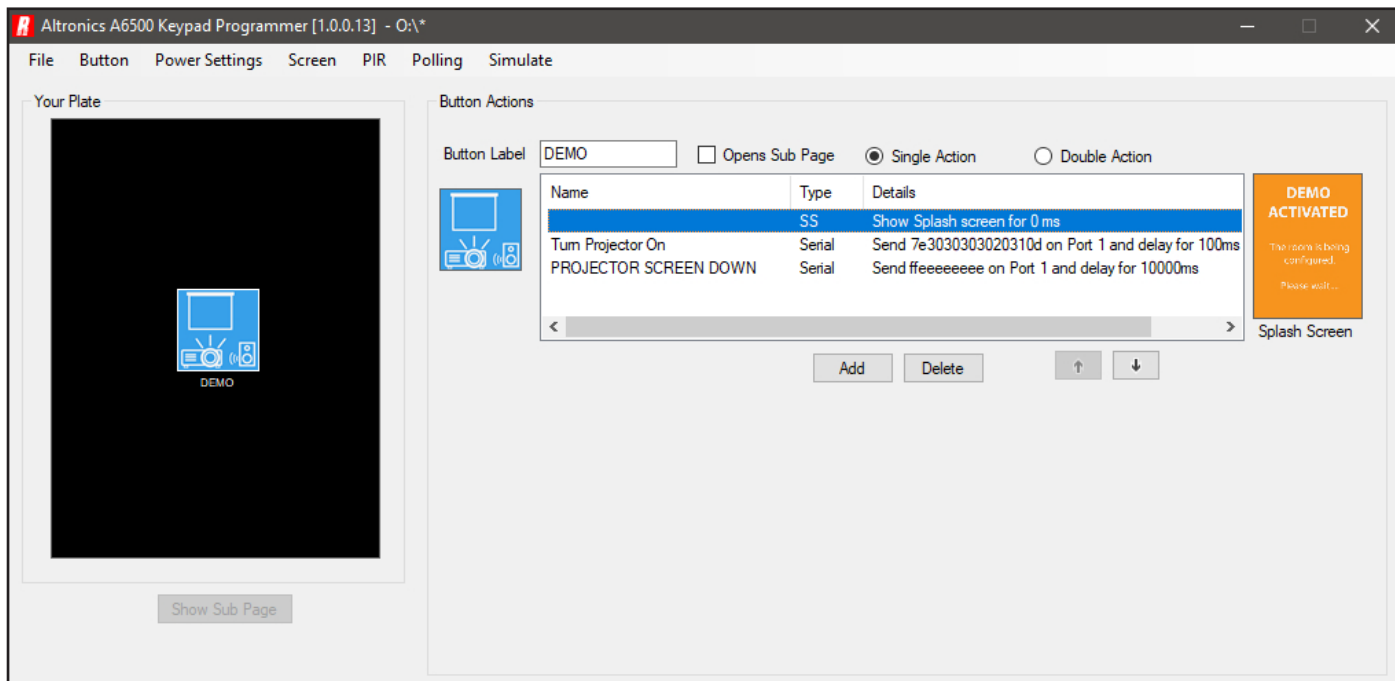 Altronics A6500 Keypad Programmer [1.0.0.13] - O:\*
File Button Power Settings Screen PIR Polling Simulate
Your Plate
DEMO
Show Sub Page
Button Actions
Button Label DEMO Opens Sub Page Single Action Double Action
Name Type Details
SS Show Splash screen for 0 ms
Turn Projector On Serial Send 7e3030303020310d on Port 1 and delay for 100ms
PROJECTOR SCREEN DOWN Serial Send ffeeeeeeee on Port 1 and delay for 10000ms
DEMO
ACTIVATED
The room is being
configured.
Please wait...
Splash Screen
Add Delete